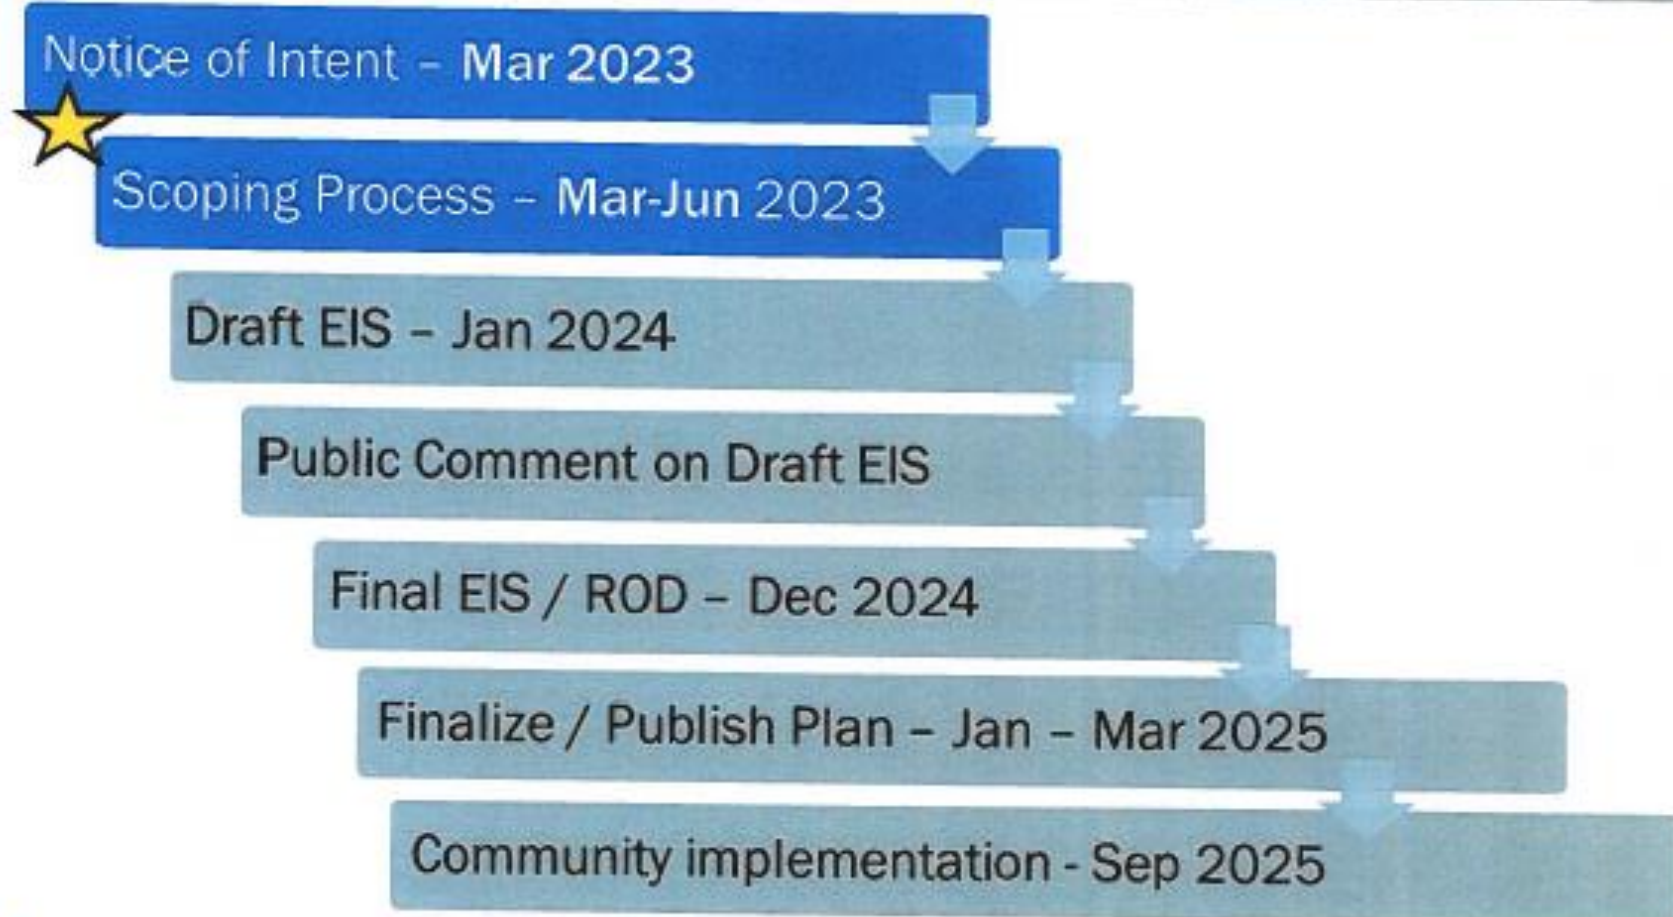 Notice of Intent – Mar 2023
Scoping Process – Mar-Jun 2023
Draft EIS – Jan 2024
Public Comment on Draft EIS
Final EIS / ROD – Dec 2024
Finalize / Publish Plan – Jan – Mar 2025
Community implementation - Sep 2025